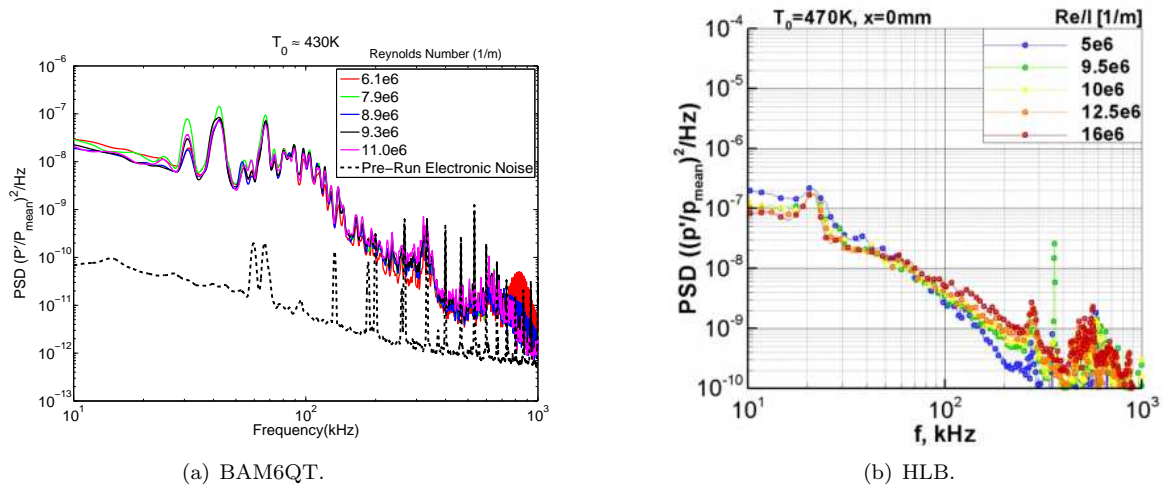 T₀ ≈ 430K
Reynolds Number (1/m)
6.1e6
7.9e6
8.9e6
9.3e6
11.0e6
Pre−Run Electronic Noise
PSD (P'/P_mean)²/Hz
10⁻⁶
10⁻⁷
10⁻⁸
10⁻⁹
10⁻¹⁰
10⁻¹¹
10⁻¹²
10⁻¹³
10¹ 10² 10³
Frequency(kHz)
(a) BAM6QT.
T₀=470K, x=0mm Re/l [1/m]
5e6
9.5e6
10e6
12.5e6
16e6
PSD ((p'/p_mean)²/Hz)
10⁻⁴
10⁻⁵
10⁻⁶
10⁻⁷
10⁻⁸
10⁻⁹
10⁻¹⁰
10¹ 10² 10³
f, kHz
(b) HLB.